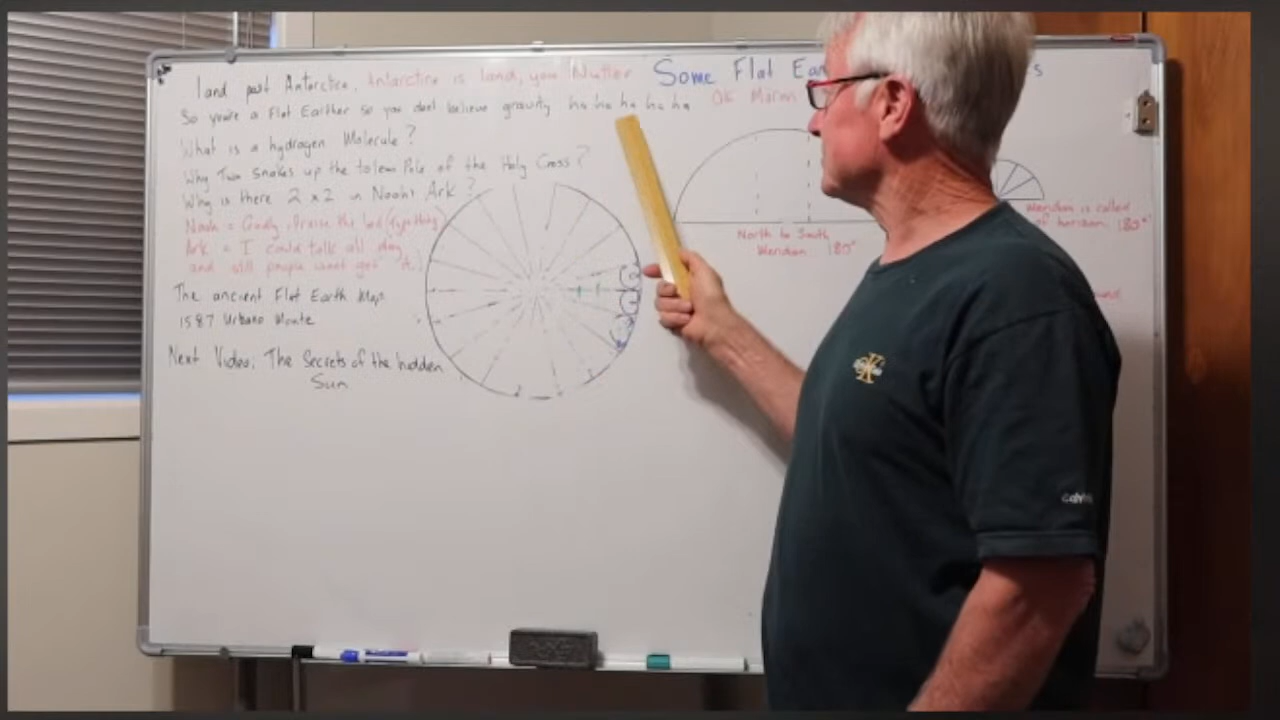 Some Flat Ear
s
land past Antarctica. Antarctica is land, you Nutter
So you're a Flat Earther so you dont believe gravity ha ha ha ha ha OK Moron
What is a hydrogen Molecule?
Why Two Snakes up the totem Pole of the Holy Cross?
Why is there 2 x 2 in Noahs Ark?
Noah = Godly, Praise the lord
Ark = I could talk all day
and still people wont get it.
The ancient Flat Earth Map.
1587 Urbano Monte
Next Video; The Secrets of the hidden
Sun
North to South
Meridian 180°
Meridian is called
of horizon. 180°